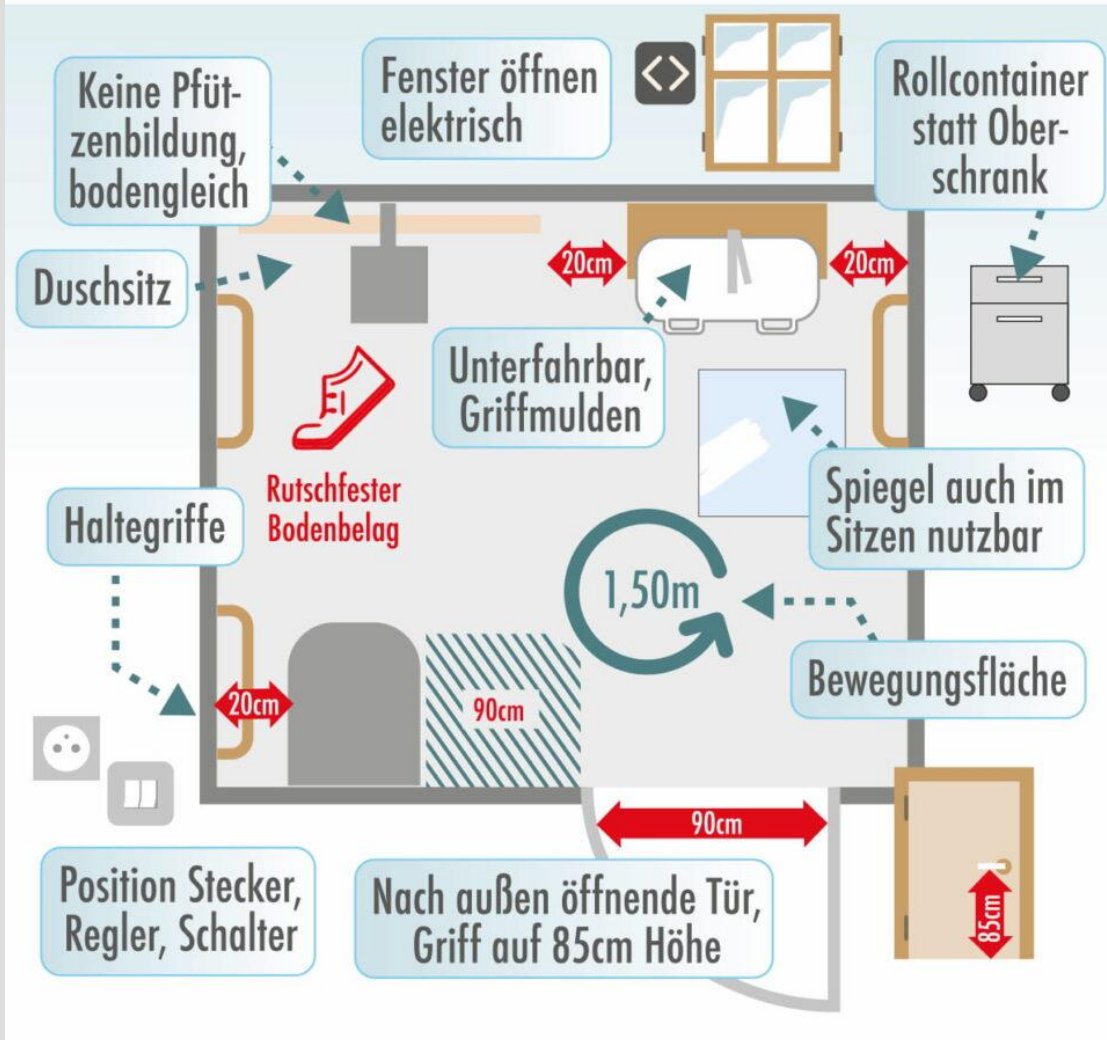 Keine Pfüt-
zenbildung,
bodengleich
Fenster öffnen
elektrisch
Rollcontainer
statt Ober-
schrank
Duschsitz
20cm
20cm
Unterfahrbar,
Griffmulden
Rutschfester
Bodenbelag
Spiegel auch im
Sitzen nutzbar
Haltegriffe
1,50m
Bewegungsfläche
20cm
90cm
90cm
Position Stecker,
Regler, Schalter
Nach außen öffnende Tür,
Griff auf 85cm Höhe
85cm